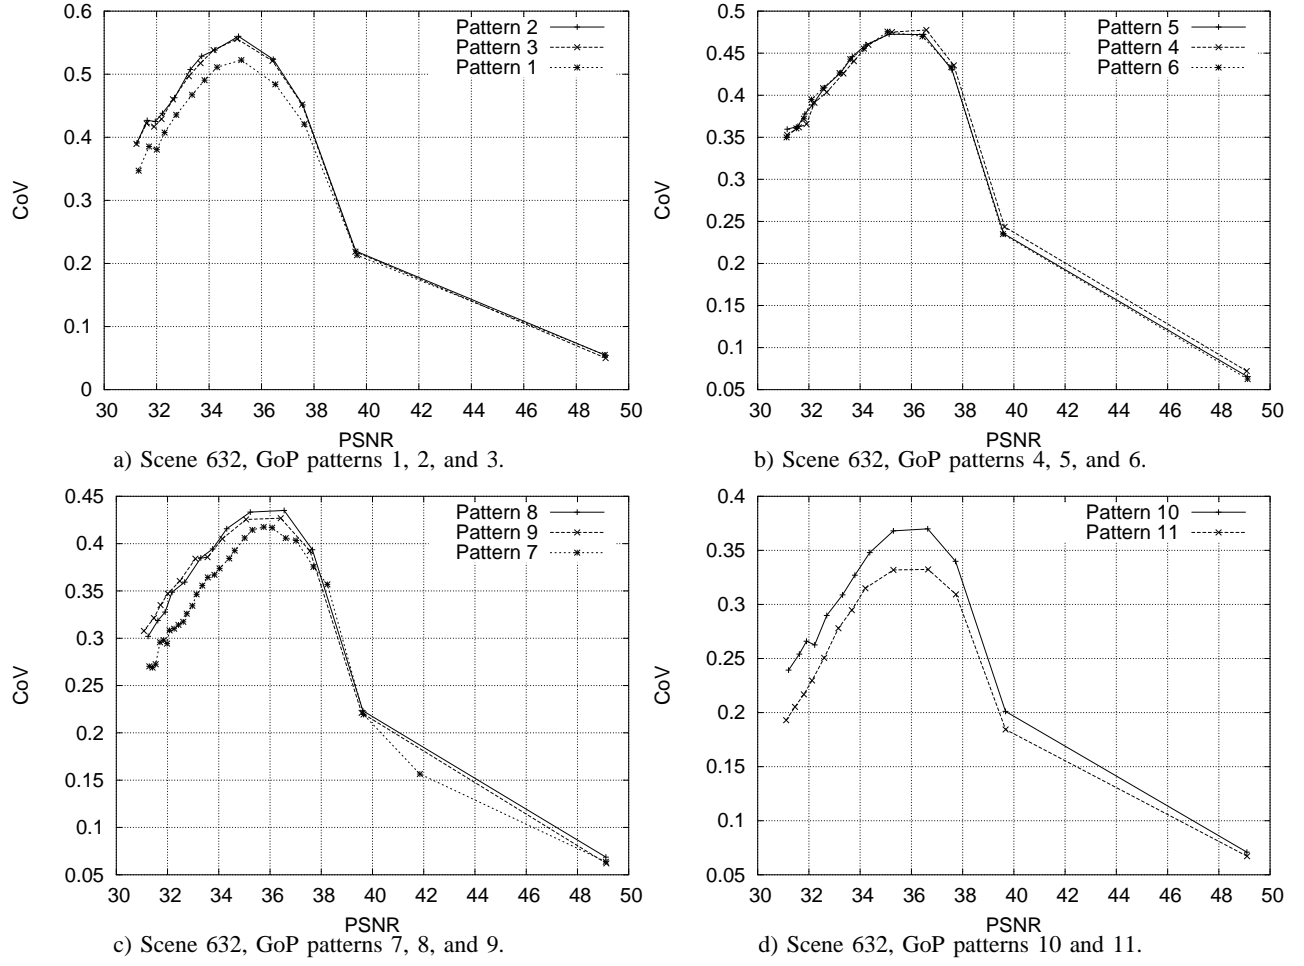 0.6
0.5
0.4
0.3
0.2
0.1
0
CoV
30 32 34 36 38 40 42 44 46 48 50
PSNR
Pattern 2
Pattern 3
Pattern 1
a) Scene 632, GoP patterns 1, 2, and 3.
0.5
0.45
0.4
0.35
0.3
0.25
0.2
0.15
0.1
0.05
CoV
30 32 34 36 38 40 42 44 46 48 50
PSNR
Pattern 5
Pattern 4
Pattern 6
b) Scene 632, GoP patterns 4, 5, and 6.
0.45
0.4
0.35
0.3
0.25
0.2
0.15
0.1
0.05
CoV
30 32 34 36 38 40 42 44 46 48 50
PSNR
Pattern 8
Pattern 9
Pattern 7
c) Scene 632, GoP patterns 7, 8, and 9.
0.4
0.35
0.3
0.25
0.2
0.15
0.1
0.05
CoV
30 32 34 36 38 40 42 44 46 48 50
PSNR
Pattern 10
Pattern 11
d) Scene 632, GoP patterns 10 and 11.